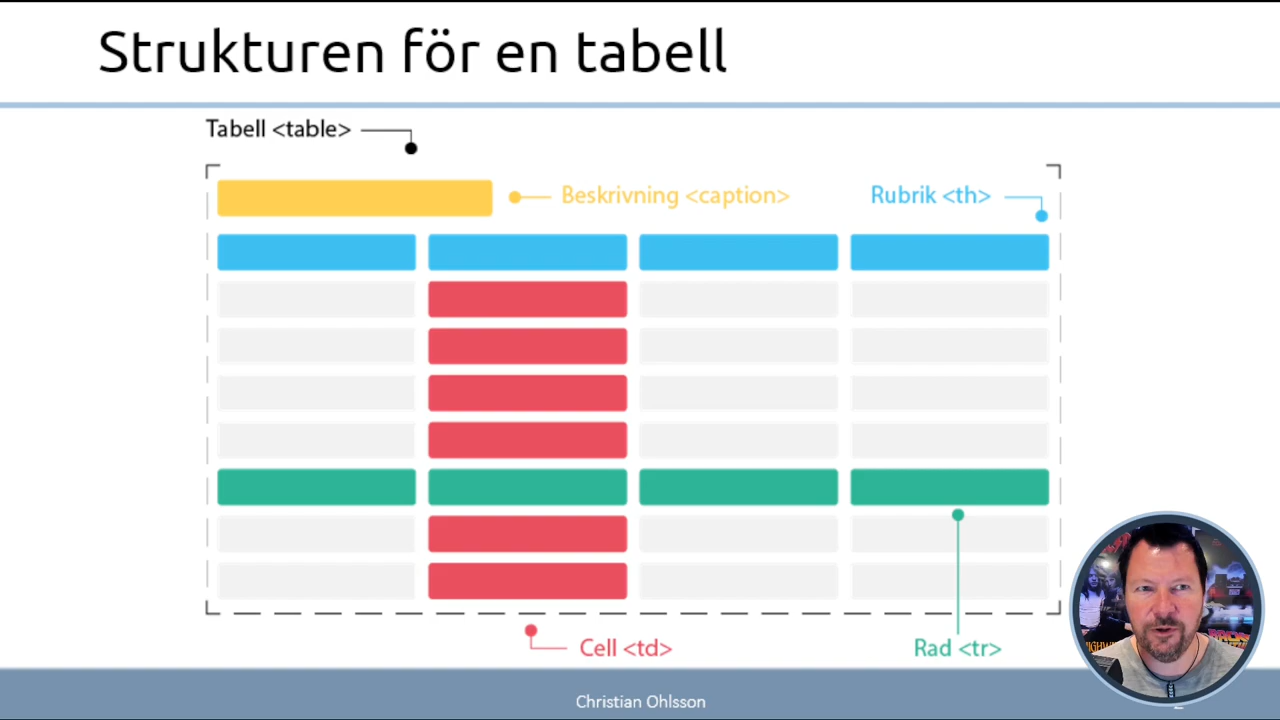 Strukturen för en tabell
Tabell <table>
Beskrivning <caption>
Rubrik <th>
Cell <td>
Rad <tr>
Christian Ohlsson